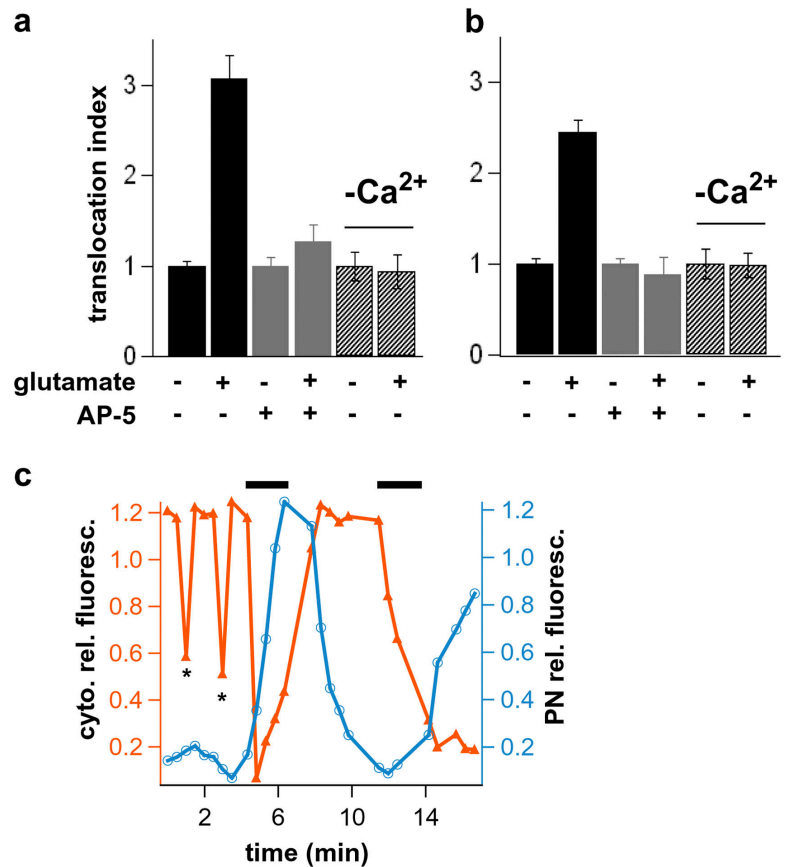 a
b
translocation index
3
2
1
0
-Ca²⁺
3
2
1
0
-Ca²⁺
glutamate - + - + - + - + - + - +
AP-5 - - + + - - - - + + - -
c
cyto. rel. fluoresc.
1.2
1.0
0.8
0.6
0.4
0.2
* *
1.2
1.0
0.8
0.6
0.4
0.2
PN rel. fluoresc.
2 6 10 14
time (min)